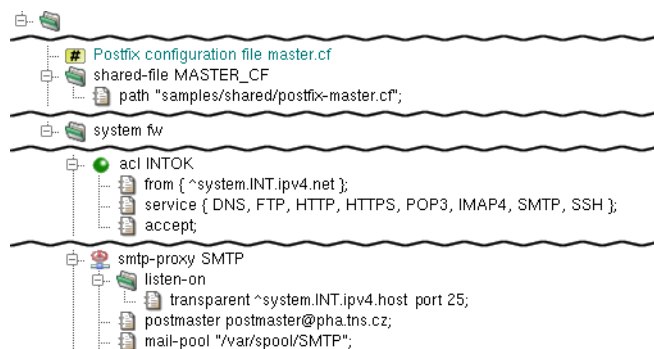 # Postfix configuration file master.cf
shared-file MASTER_CF
path "samples/shared/postfix-master.cf";
system fw
acl INTOK
from { ^system.INT.ipv4.net };
service { DNS, FTP, HTTP, HTTPS, POP3, IMAP4, SMTP, SSH };
accept;
smtp-proxy SMTP
listen-on
transparent ^system.INT.ipv4.host port 25;
postmaster postmaster@pha.tns.cz;
mail-pool "/var/spool/SMTP";